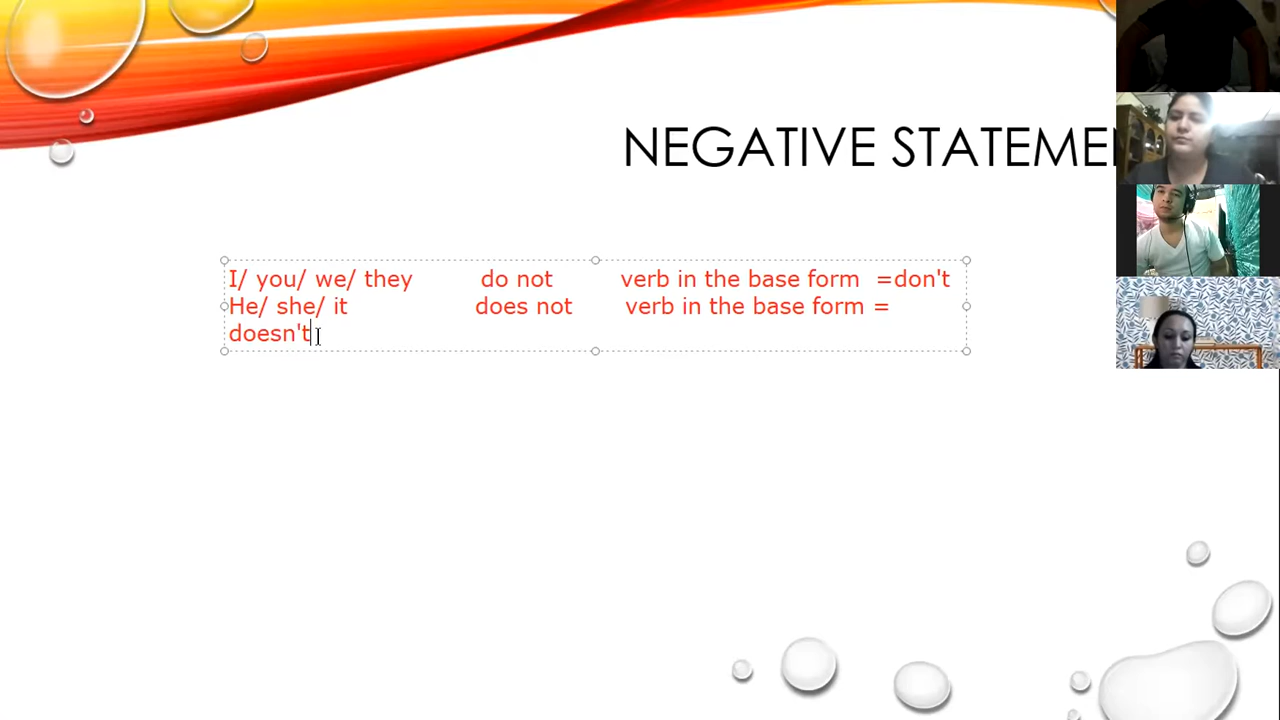 NEGATIVE STATEME
I/ you/ we/ they do not verb in the base form =don't
He/ she/ it does not verb in the base form =
doesn't